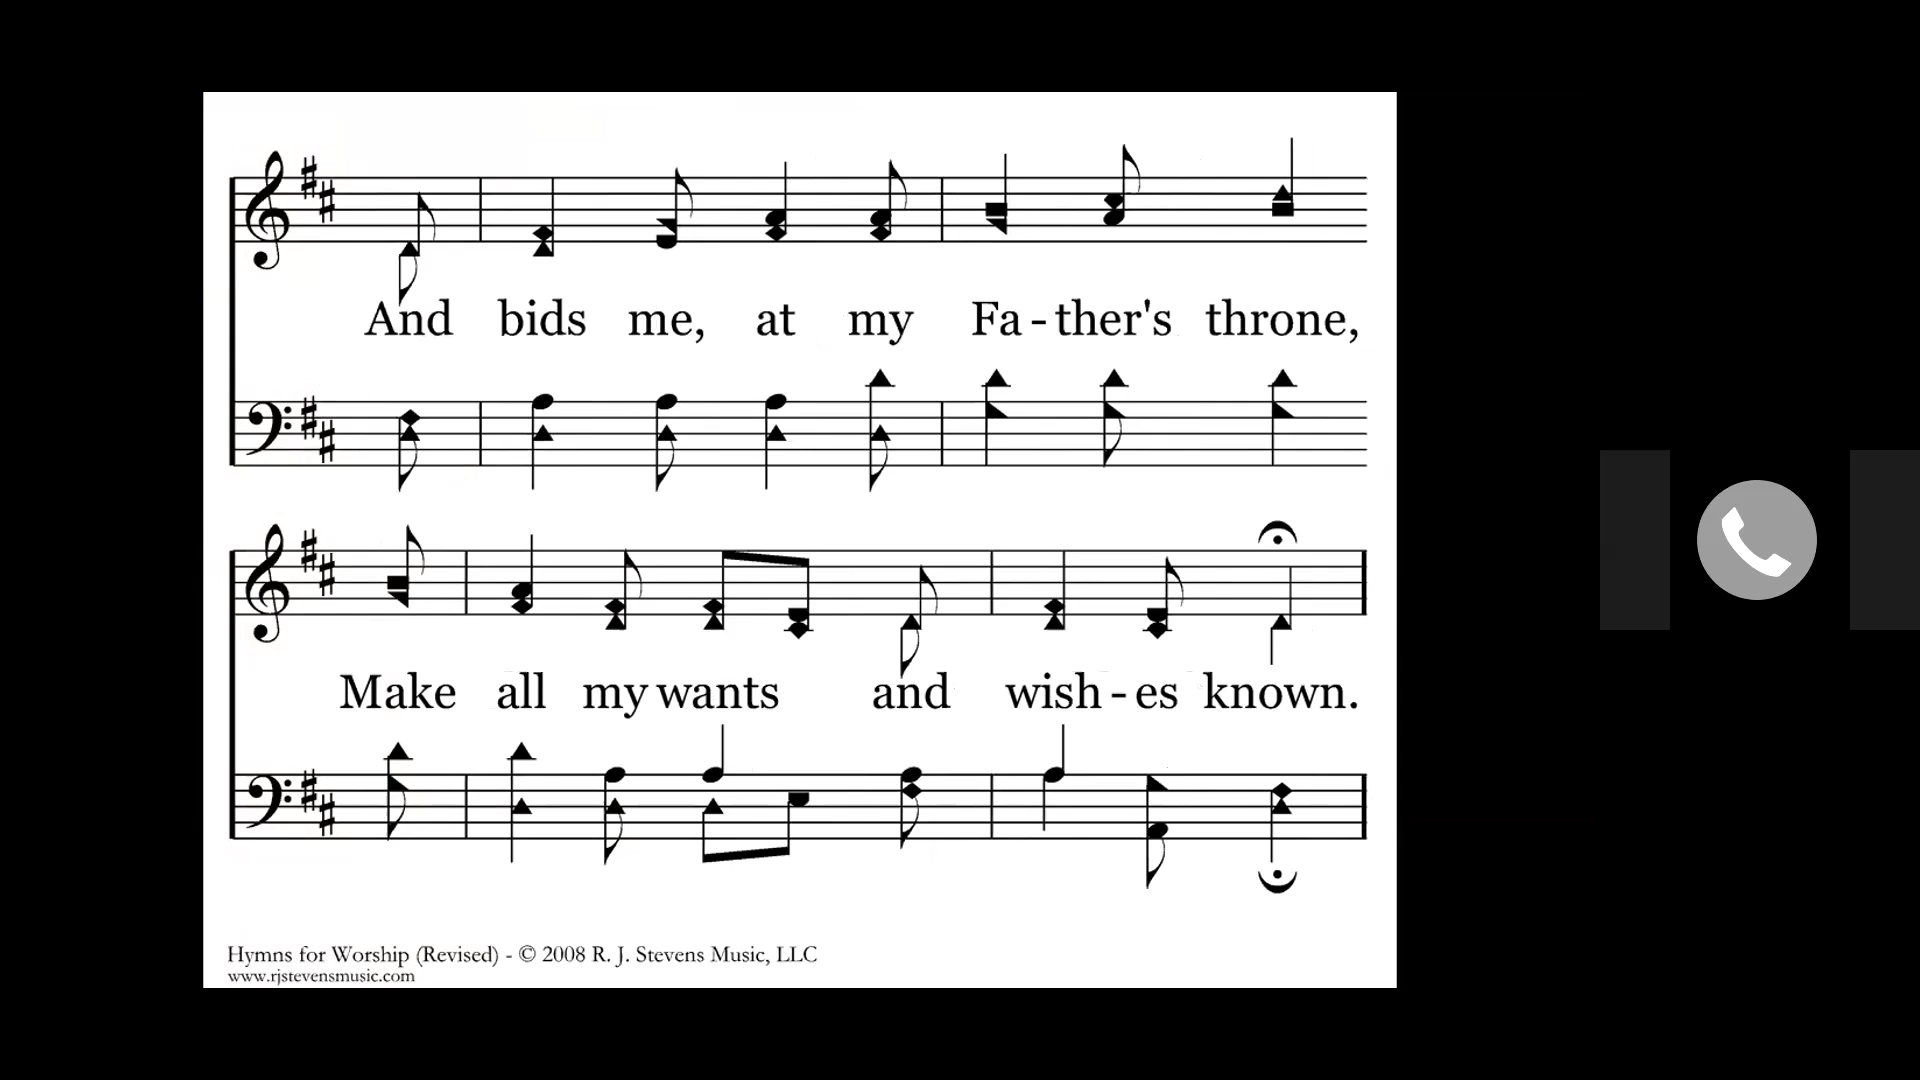 And bids me, at my Fa-ther's throne,
Make all my wants and wish-es known.
Hymns for Worship (Revised) - © 2008 R. J. Stevens Music, LLC
www.rjstevensmusic.com